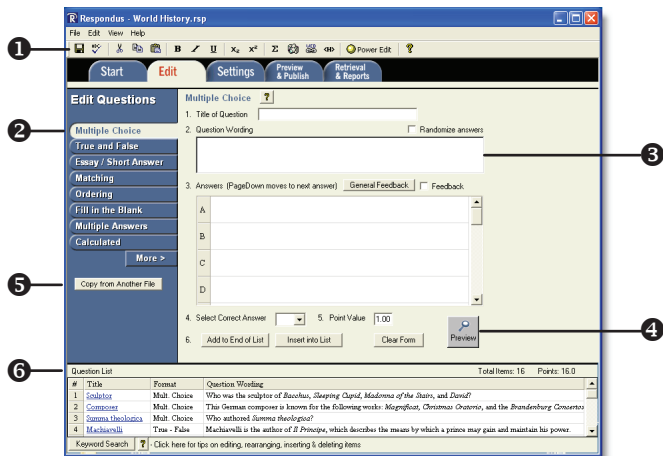 Respondus - World History.rsp
File Edit View Help
1
B I U X₂ X² Σ Power Edit ?
Start Edit Settings Preview & Publish Retrieval & Reports
Edit Questions
Multiple Choice ?
1. Title of Question
2
Multiple Choice
2. Question Wording
Randomize answers
True and False
Essay / Short Answer
3
Matching
3. Answers (PageDown moves to next answer) General Feedback Feedback
Ordering
Fill in the Blank
A
Multiple Answers
B
Calculated
More >
C
5
Copy from Another File
D
4. Select Correct Answer 5. Point Value 1.00
4
6. Add to End of List Insert into List Clear Form Preview
6
Question List Total Items: 16 Points: 16.0
# Title Format Question Wording
1 Sculptor Mult. Choice Who was the sculptor of Bacchus, Sleeping Cupid, Madonna of the Stairs, and David?
2 Composer Mult. Choice This German composer is known for the following works: Magnificat, Christmas Oratorio, and the Brandenburg Concertos
3 Summa theologica Mult. Choice Who authored Summa theologica?
4 Machiavelli True - False Machiavelli is the author of Il Principe, which describes the means by which a prince may gain and maintain his power.
Keyword Search ? - Click here for tips on editing, rearranging, inserting & deleting items